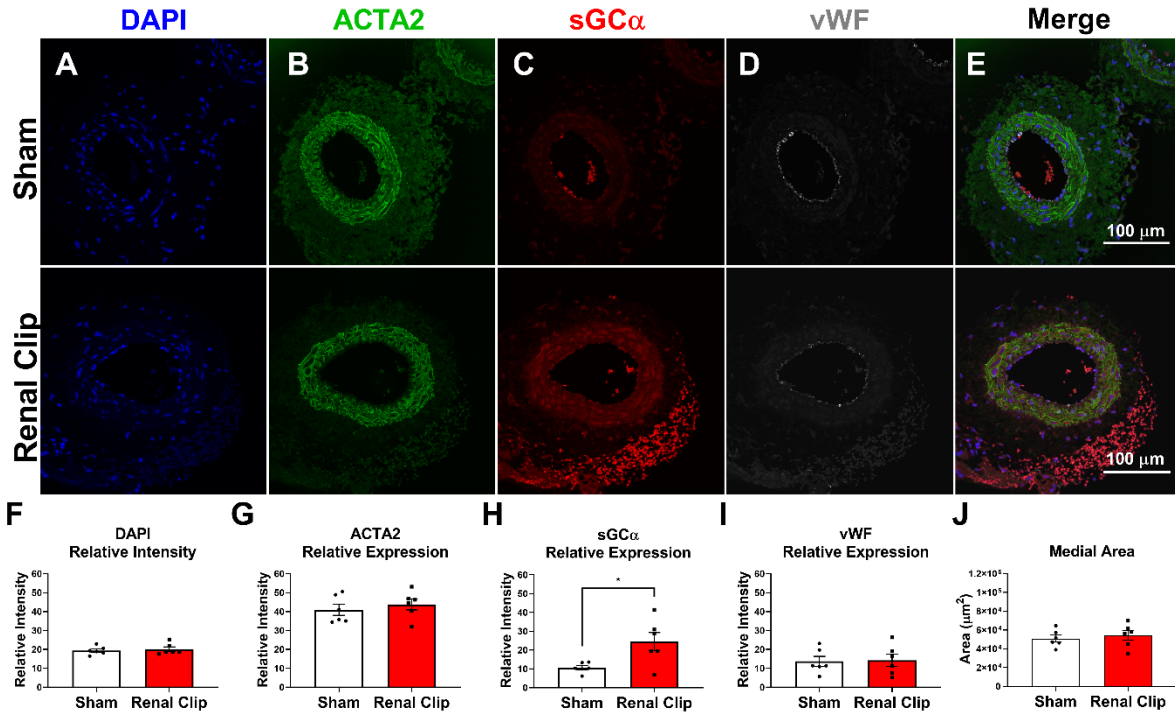 DAPI ACTA2 sGCα vWF Merge
Sham
A B C D E
100 μm
Renal Clip
100 μm
F G H I J
DAPI
Relative Intensity
ACTA2
Relative Expression
sGCα
Relative Expression
vWF
Relative Expression
Medial Area
Relative Intensity
60
50
40
30
20
10
0
Sham Renal Clip
Relative Intensity
60
50
40
30
20
10
0
Sham Renal Clip
Relative Intensity
60
50
40
30
20
10
0
*
Sham Renal Clip
Relative Intensity
60
50
40
30
20
10
0
Sham Renal Clip
Area (μm²)
1.2×10⁵
1×10⁵
8×10⁴
6×10⁴
4×10⁴
2×10⁴
0
Sham Renal Clip